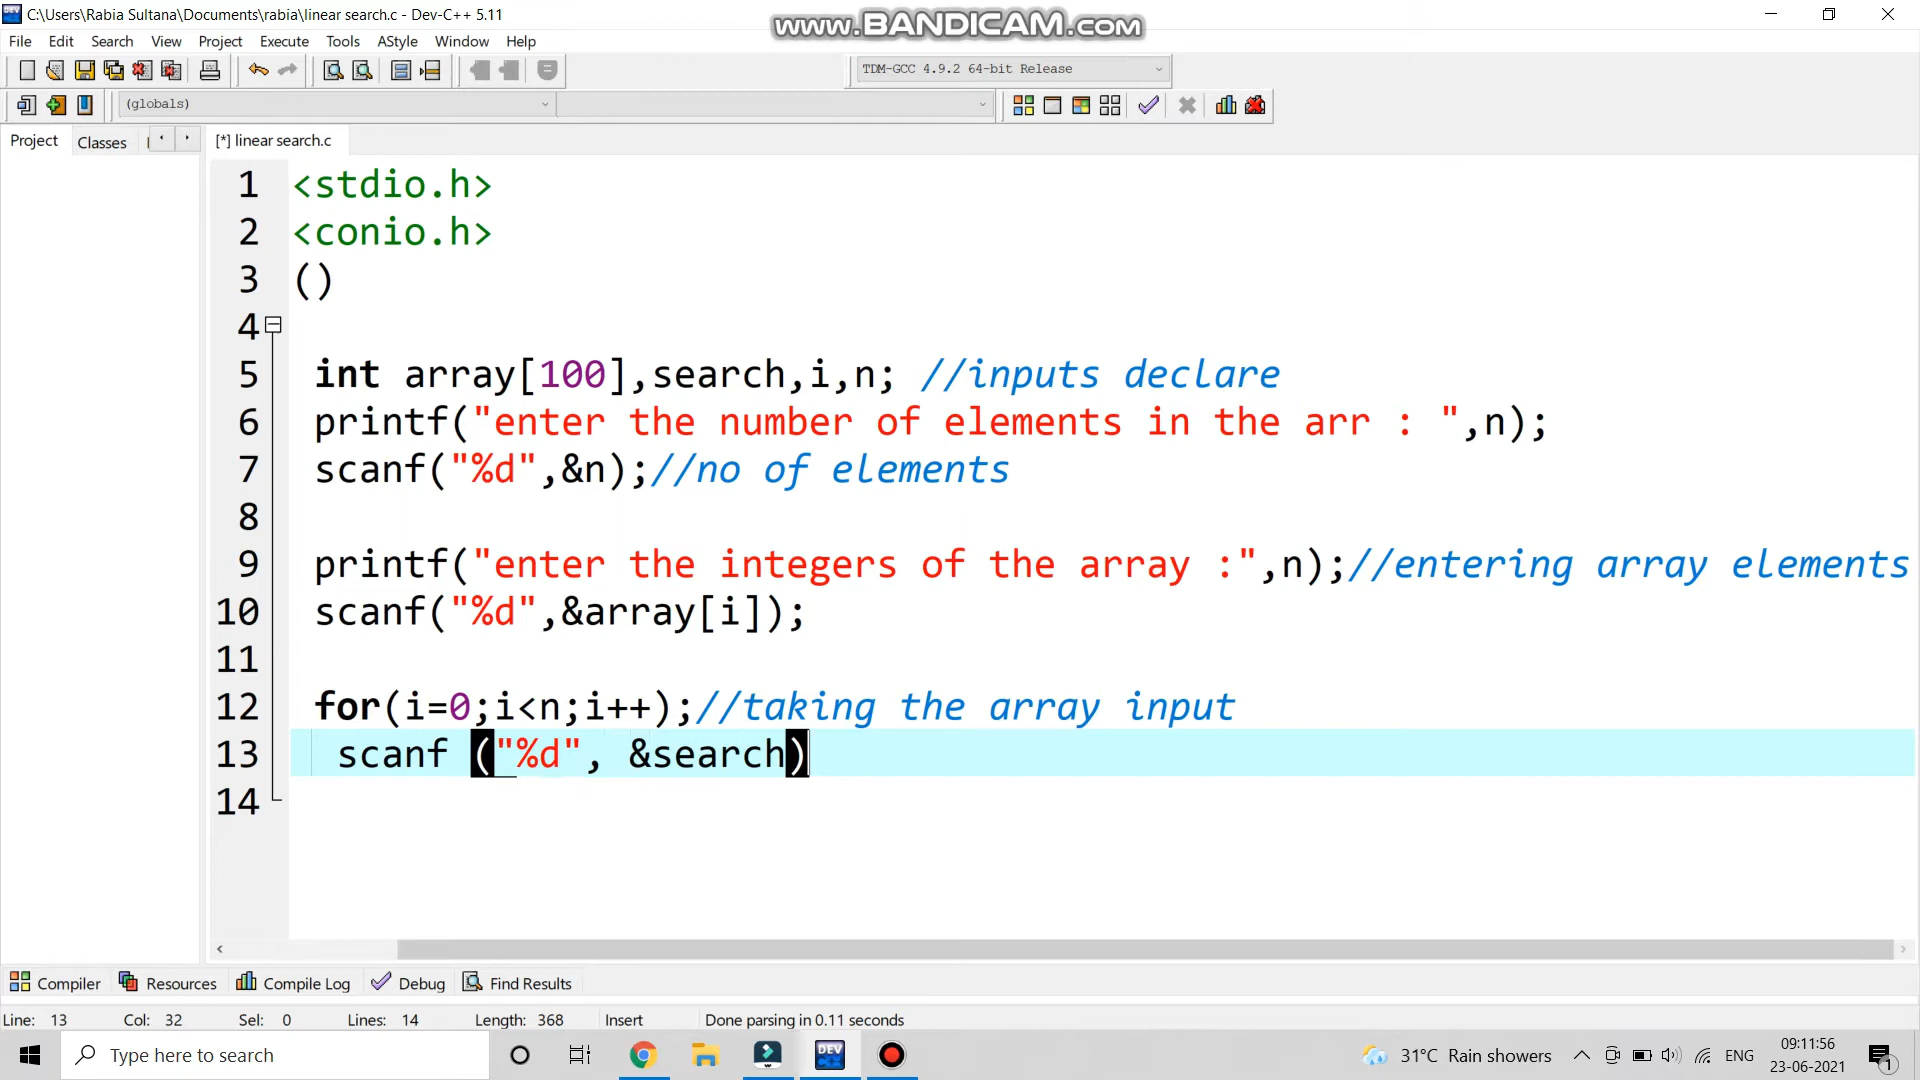 C:\Users\Rabia Sultana\Documents\rabia\linear search.c - Dev-C++ 5.11
www.BANDICAM.com
File Edit Search View Project Execute Tools AStyle Window Help
TDM-GCC 4.9.2 64-bit Release
(globals)
Project Classes
[*] linear search.c
1 <stdio.h>
2 <conio.h>
3 ()
4
5 int array[100],search,i,n; //inputs declare
6 printf("enter the number of elements in the arr : ",n);
7 scanf("%d",&n);//no of elements
8
9 printf("enter the integers of the array :",n);//entering array elements
10 scanf("%d",&array[i]);
11
12 for(i=0;i<n;i++);//taking the array input
13 scanf ("%d", &search)
14
Compiler Resources Compile Log Debug Find Results
Line: 13 Col: 32 Sel: 0 Lines: 14 Length: 368 Insert Done parsing in 0.11 seconds
Type here to search
DEV
31°C Rain showers
ENG
09:11:56
23-06-2021
1